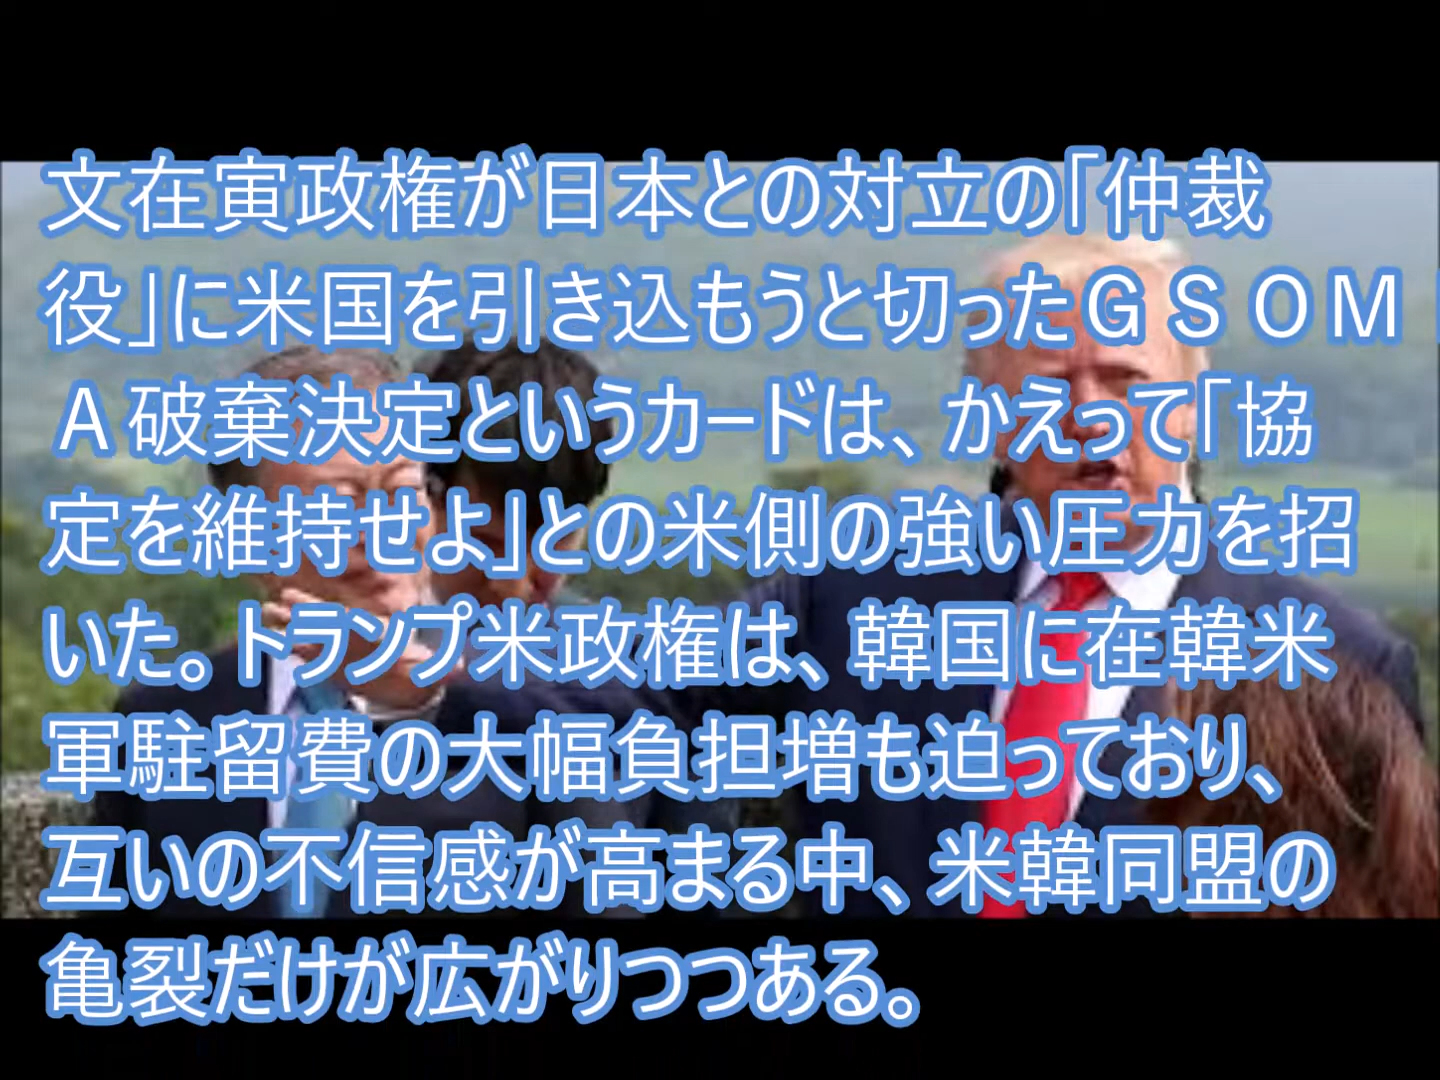 文在寅政権が日本との対立の「仲裁
役」に米国を引き込もうと切ったＧＳＯＭ
Ａ破棄決定というカードは、かえって「協
定を維持せよ」との米側の強い圧力を招
いた。トランプ米政権は、韓国に在韓米
軍駐留費の大幅負担増も迫っており、
互いの不信感が高まる中、米韓同盟の
亀裂だけが広がりつつある。